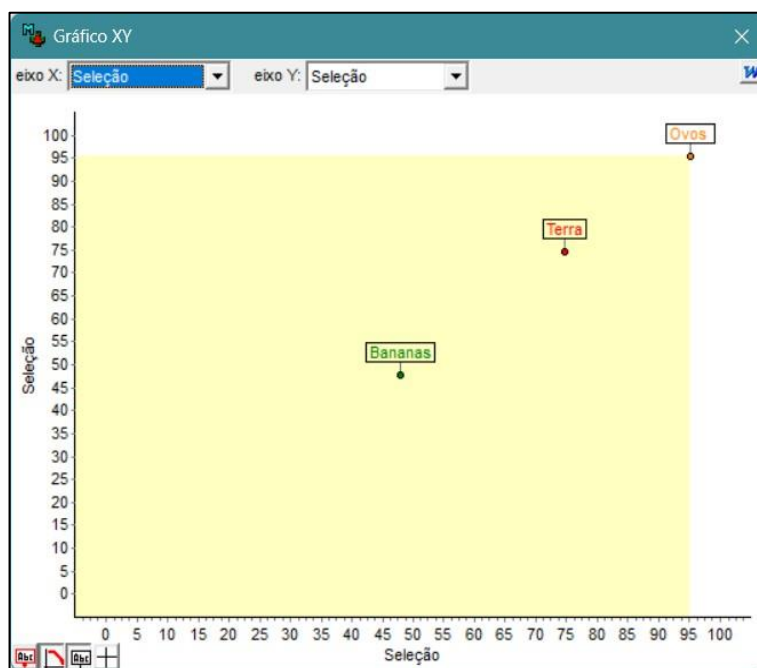 Gráfico XY
eixo X: Seleção eixo Y: Seleção
W
Ovos
Terra
Bananas
100
95
90
85
80
75
70
65
60
55
50
45
40
35
30
25
20
15
10
5
0
Seleção
0 5 10 15 20 25 30 35 40 45 50 55 60 65 70 75 80 85 90 95 100
Seleção
Abc Abc